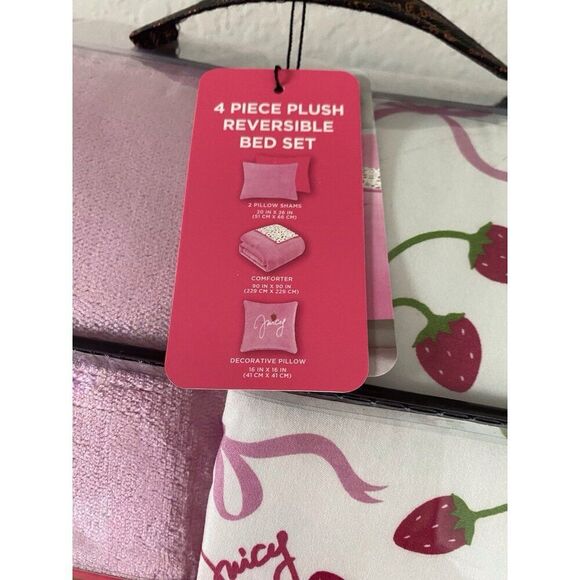 4 PIECE PLUSH
REVERSIBLE
BED SET
2 PILLOW SHAMS
20 IN X 26 IN
(51 CM X 66 CM)
COMFORTER
90 IN X 90 IN
(229 CM X 229 CM)
Juicy
DECORATIVE PILLOW
16 IN X 16 IN
(41 CM X 41 CM)
Juicy